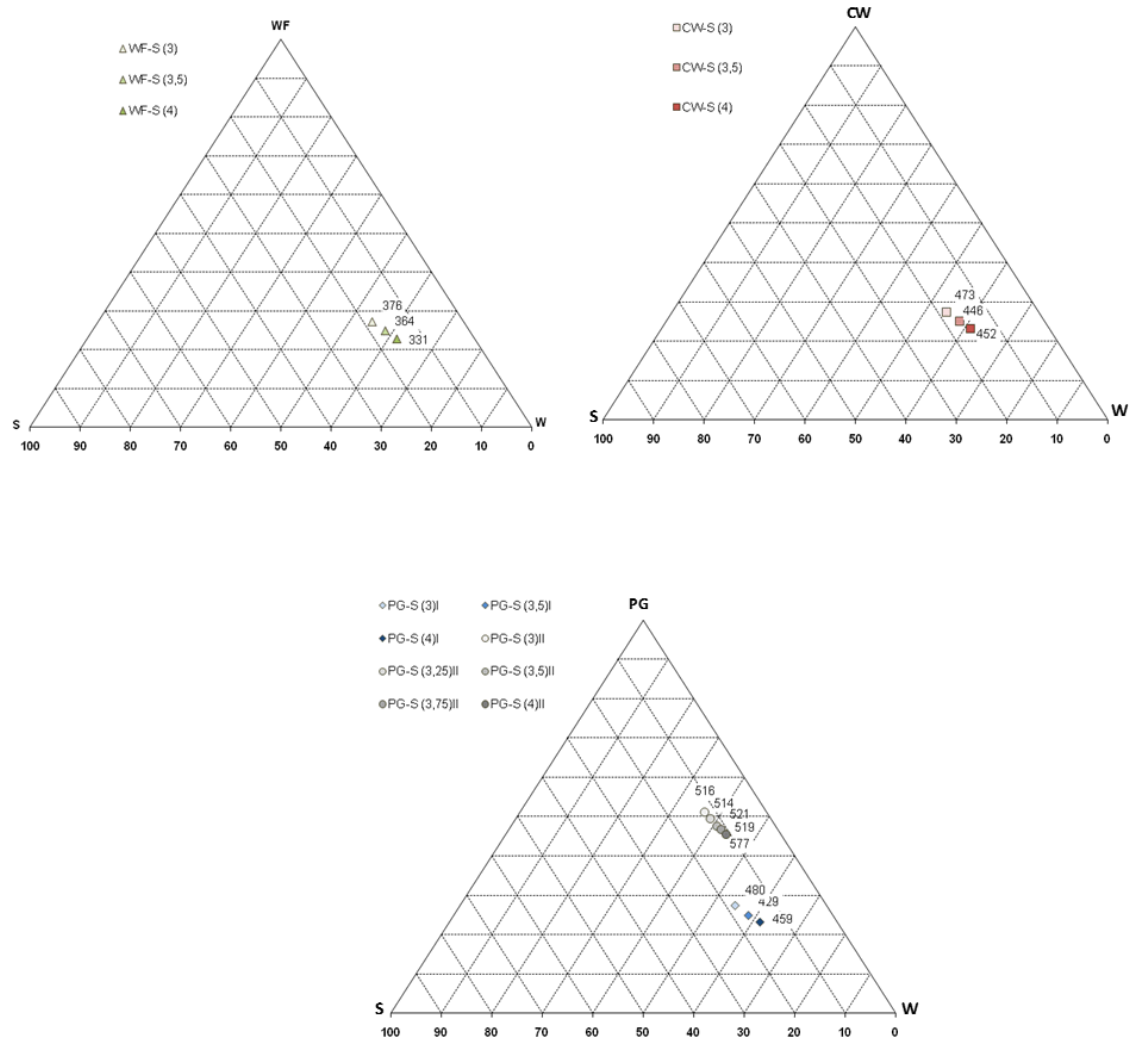 WF
WF-S (3)
WF-S (3,5)
WF-S (4)
376
364
331
S
W
100 90 80 70 60 50 40 30 20 10 0
CW
CW-S (3)
CW-S (3,5)
CW-S (4)
473
446
452
S
W
100 90 80 70 60 50 40 30 20 10 0
PG
PG-S (3)I PG-S (3,5)I
PG-S (4)I PG-S (3)II
PG-S (3,25)II PG-S (3,5)II
PG-S (3,75)II PG-S (4)II
516
514
521
519
577
480
429
459
S
W
100 90 80 70 60 50 40 30 20 10 0